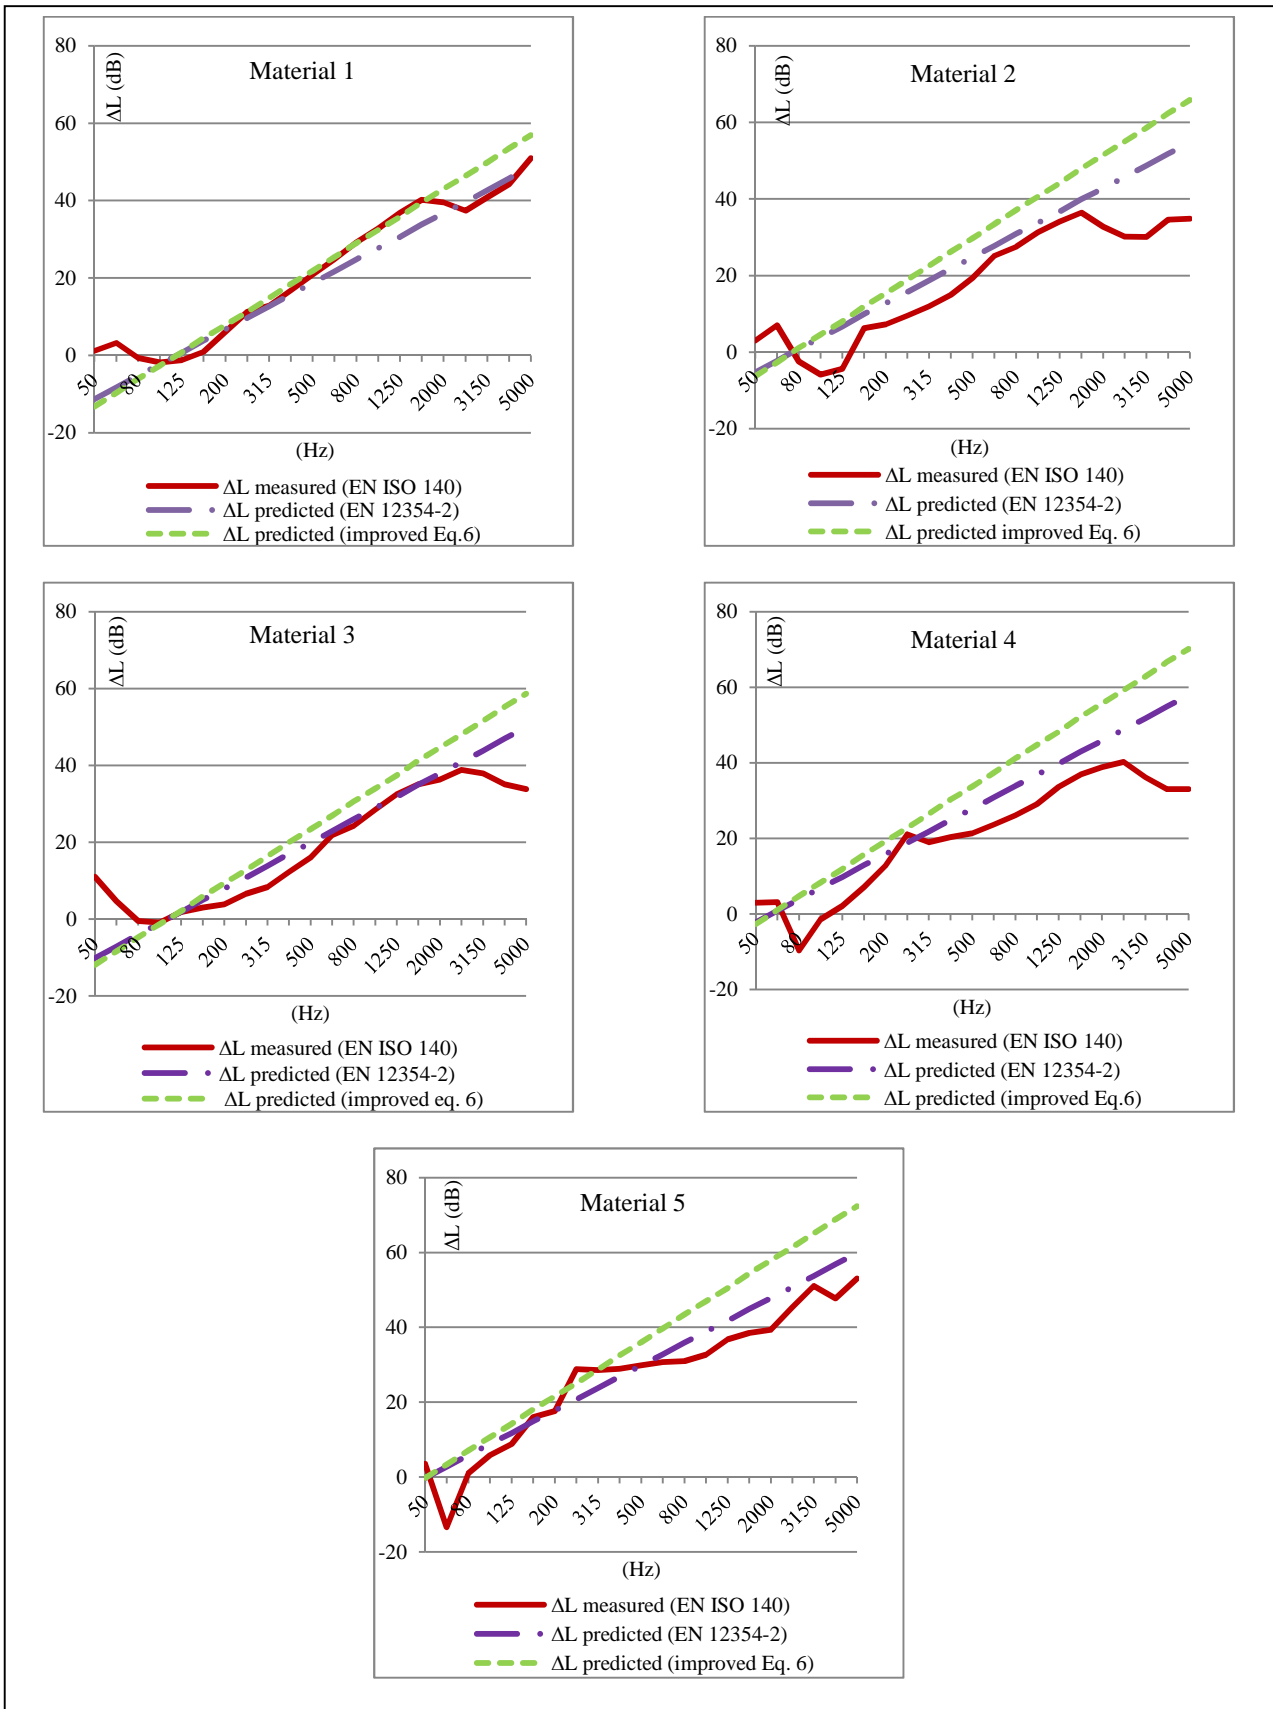 Material 1
ΔL (dB)
80
60
40
20
0
-20
50 80 125 200 315 500 800 1250 2000 3150 5000
(Hz)
ΔL measured (EN ISO 140)
ΔL predicted (EN 12354-2)
ΔL predicted (improved Eq.6)
Material 2
ΔL (dB)
80
60
40
20
0
-20
50 80 125 200 315 500 800 1250 2000 3150 5000
(Hz)
ΔL measured (EN ISO 140)
ΔL predicted (EN 12354-2)
ΔL predicted improved Eq. 6)
Material 3
ΔL (dB)
80
60
40
20
0
-20
50 80 125 200 315 500 800 1250 2000 3150 5000
(Hz)
ΔL measured (EN ISO 140)
ΔL predicted (EN 12354-2)
ΔL predicted (improved eq. 6)
Material 4
ΔL (dB)
80
60
40
20
0
-20
50 80 125 200 315 500 800 1250 2000 3150 5000
(Hz)
ΔL measured (EN ISO 140)
ΔL predicted (EN 12354-2)
ΔL predicted (improved Eq.6)
Material 5
ΔL (dB)
80
60
40
20
0
-20
50 80 125 200 315 500 800 1250 2000 3150 5000
(Hz)
ΔL measured (EN ISO 140)
ΔL predicted (EN 12354-2)
ΔL predicted (improved Eq. 6)